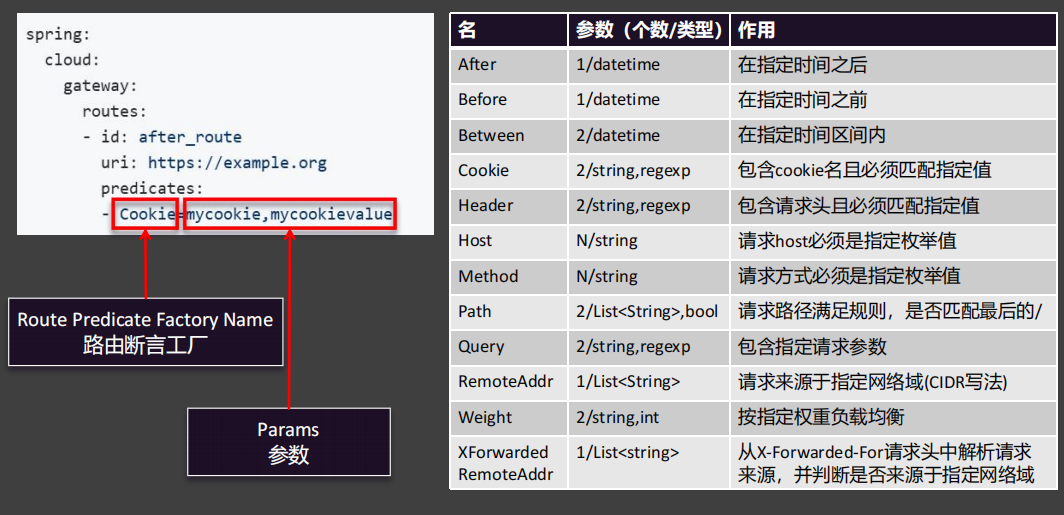 spring:
cloud:
gateway:
routes:
- id: after_route
uri: https://example.org
predicates:
- Cookie=mycookie,mycookievalue
Route Predicate Factory Name
路由断言工厂
Params
参数
名 参数（个数/类型） 作用
After 1/datetime 在指定时间之后
Before 1/datetime 在指定时间之前
Between 2/datetime 在指定时间区间内
Cookie 2/string,regexp 包含cookie名且必须匹配指定值
Header 2/string,regexp 包含请求头且必须匹配指定值
Host N/string 请求host必须是指定枚举值
Method N/string 请求方式必须是指定枚举值
Path 2/List<String>,bool 请求路径满足规则，是否匹配最后的/
Query 2/string,regexp 包含指定请求参数
RemoteAddr 1/List<String> 请求来源于指定网络域(CIDR写法)
Weight 2/string,int 按指定权重负载均衡
XForwarded 1/List<string> 从X-Forwarded-For请求头中解析请求
RemoteAddr 来源，并判断是否来源于指定网络域